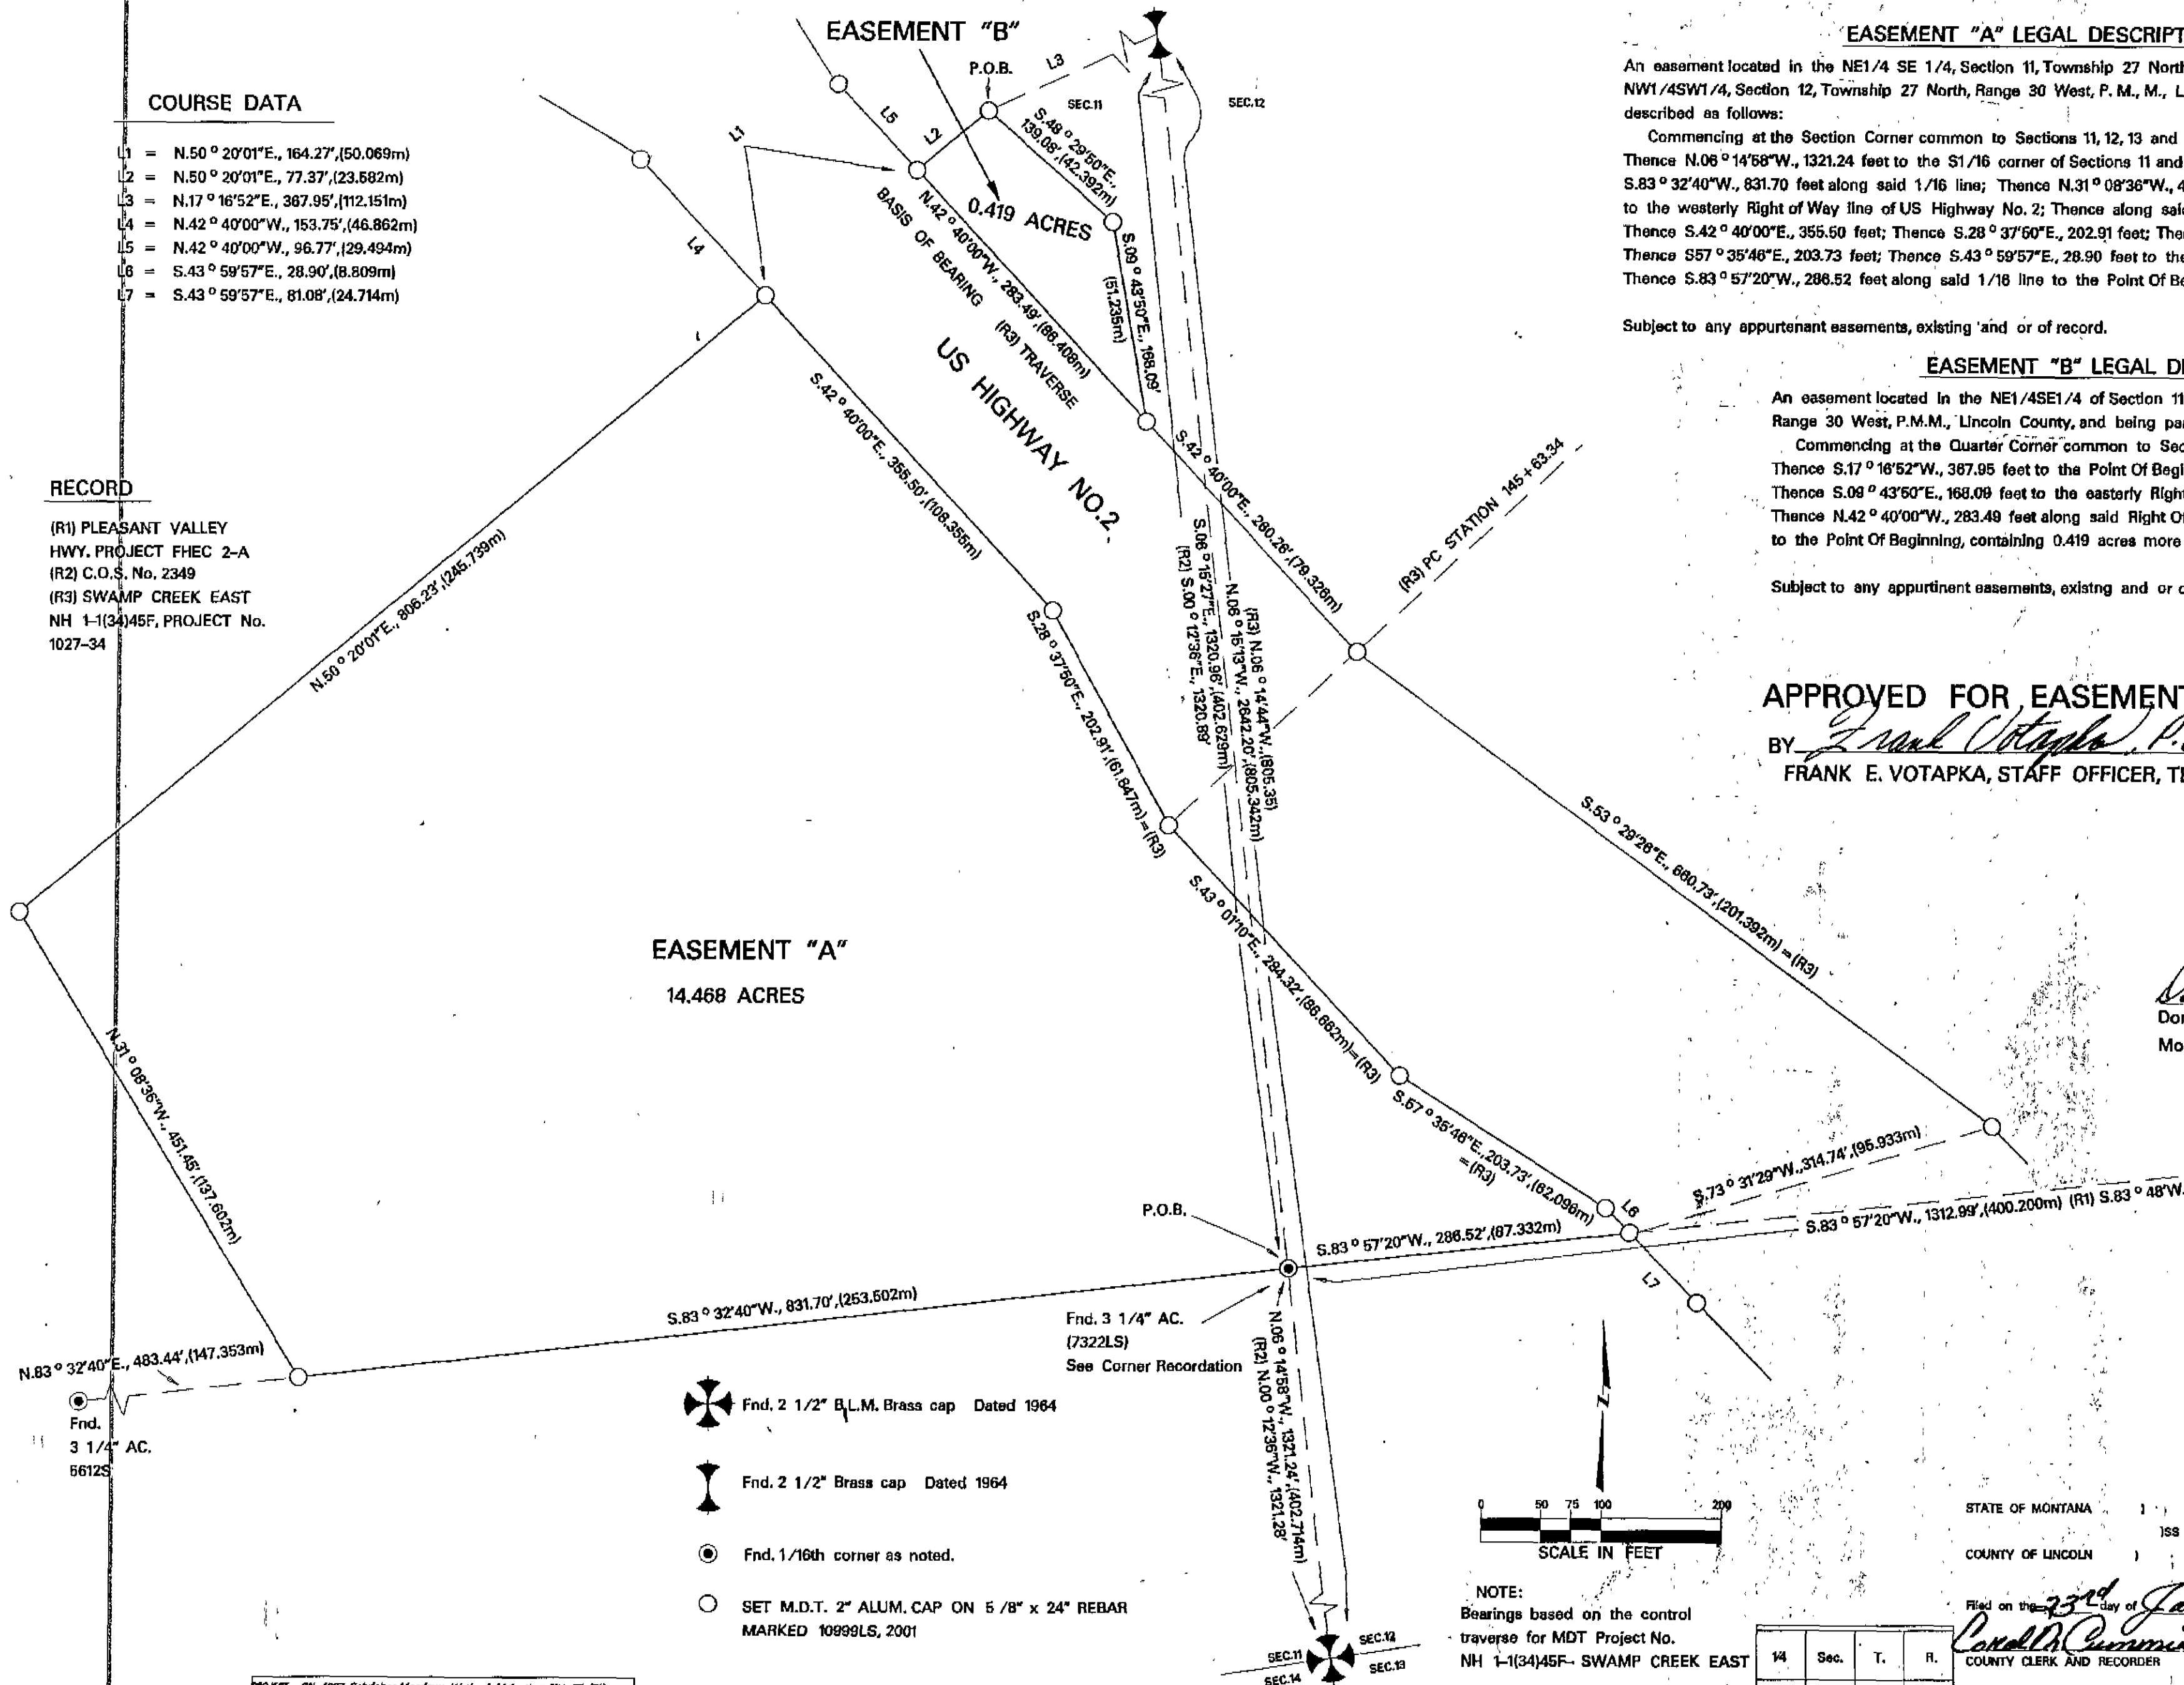 EASEMENT "B"
P.O.B.
L3
SEC.11
SEC.12
COURSE DATA
L1 = N.50°20'01"E., 164.27',(50.069m)
L2 = N.50°20'01"E., 77.37',(23.582m)
L3 = N.17°16'52"E., 367.95',(112.151m)
L4 = N.42°40'00"W., 153.75',(46.862m)
L5 = N.42°40'00"W., 96.77',(29.494m)
L6 = S.43°59'57"E., 28.90',(8.809m)
L7 = S.43°59'57"E., 81.08',(24.714m)
L1
L5
L2
L4
S.48°29'50"E.,
139.08',(42.392m)
0.419 ACRES
S.09°43'50"E., 168.09'
(51.235m)
N.42°40'00"W., 283.49',(86.408m)
BASIS OF BEARING (R3) TRAVERSE
US HIGHWAY NO.2
S.42°40'00"E., 355.50',(108.355m)
S.42°40'00"E., 260.26',(79.326m)
(R3) PC STATION 145+63.34
RECORD
(R1) PLEASANT VALLEY
HWY. PROJECT FHEC 2-A
(R2) C.O.S. No. 2349
(R3) SWAMP CREEK EAST
NH 1-1(34)45F, PROJECT No.
1027-34
N.50°20'01"E., 806.23',(245.739m)
S.28°37'50"E., 202.91',(61.847m)=(R3)
S.06°15'27"E., 1320.96',(402.629m)
(R2) S.00°12'36"E., 1320.89'
(R3) N.06°14'44"W.,(805.35)
N.06°15'13"W., 2642.20',(805.342m)
S.53°29'26"E., 660.73',(201.392m)=(R3)
S.43°01'10"E., 284.32',(86.662m)=(R3)
S.57°35'46"E.,203.73',(62.096m)
=(R3)
EASEMENT "A"
14.468 ACRES
N.31°08'36"W., 451.45',(137.602m)
S.83°32'40"W., 831.70',(253.502m)
N.83°32'40"E., 483.44',(147.353m)
Fnd.
3 1/4" AC.
5612S
P.O.B.
S.83°57'20"W., 286.52',(87.332m)
L6
L7
S.73°31'29"W.,314.74',(95.933m)
S.83°57'20"W., 1312.99',(400.200m) (R1) S.83°48'W.
Fnd. 3 1/4" AC.
(7322LS)
See Corner Recordation
N.06°14'58"W., 1321.24',(402.714m)
(R2) N.00°12'36"W., 1321.28'
Fnd. 2 1/2" B.L.M. Brass cap Dated 1964
Fnd. 2 1/2" Brass cap Dated 1964
Fnd. 1/16th corner as noted.
SET M.D.T. 2" ALUM. CAP ON 5/8" x 24" REBAR
MARKED 10999LS, 2001
SEC.11
SEC.12
SEC.14
SEC.13
N
0 50 75 100 200
SCALE IN FEET
NOTE:
Bearings based on the control
traverse for MDT Project No.
NH 1-1(34)45F- SWAMP CREEK EAST
EASEMENT "A" LEGAL DESCRIPT
An easement located in the NE1/4 SE 1/4, Section 11, Township 27 North
NW1/4SW1/4, Section 12, Township 27 North, Range 30 West, P. M., M., L
described as follows:
Commencing at the Section Corner common to Sections 11, 12, 13 and
Thence N.06°14'58"W., 1321.24 feet to the S1/16 corner of Sections 11 and
S.83°32'40"W., 831.70 feet along said 1/16 line; Thence N.31°08'36"W., 4
to the westerly Right of Way line of US Highway No. 2; Thence along said
Thence S.42°40'00"E., 355.50 feet; Thence S.28°37'50"E., 202.91 feet; The
Thence S57°35'46"E., 203.73 feet; Thence S.43°59'57"E., 28.90 feet to the
Thence S.83°57'20"W., 286.52 feet along said 1/16 line to the Point Of Be
Subject to any appurtenant easements, existing and or of record.
EASEMENT "B" LEGAL D
An easement located in the NE1/4SE1/4 of Section 11
Range 30 West, P.M.M., Lincoln County, and being pa
Commencing at the Quarter Corner common to Sec
Thence S.17°16'52"W., 367.95 feet to the Point Of Begi
Thence S.09°43'50"E., 168.09 feet to the easterly Right
Thence N.42°40'00"W., 283.49 feet along said Right O
to the Point Of Beginning, containing 0.419 acres more
Subject to any appurtinent easements, existng and or o
APPROVED FOR EASEMENT
BY Frank Votapka, P.
FRANK E. VOTAPKA, STAFF OFFICER, T
Don
Mo
STATE OF MONTANA )
)SS
COUNTY OF LINCOLN )
Filed on the 23rd day of Ja
COUNTY CLERK AND RECORDER
1/4 Sec. T. R.